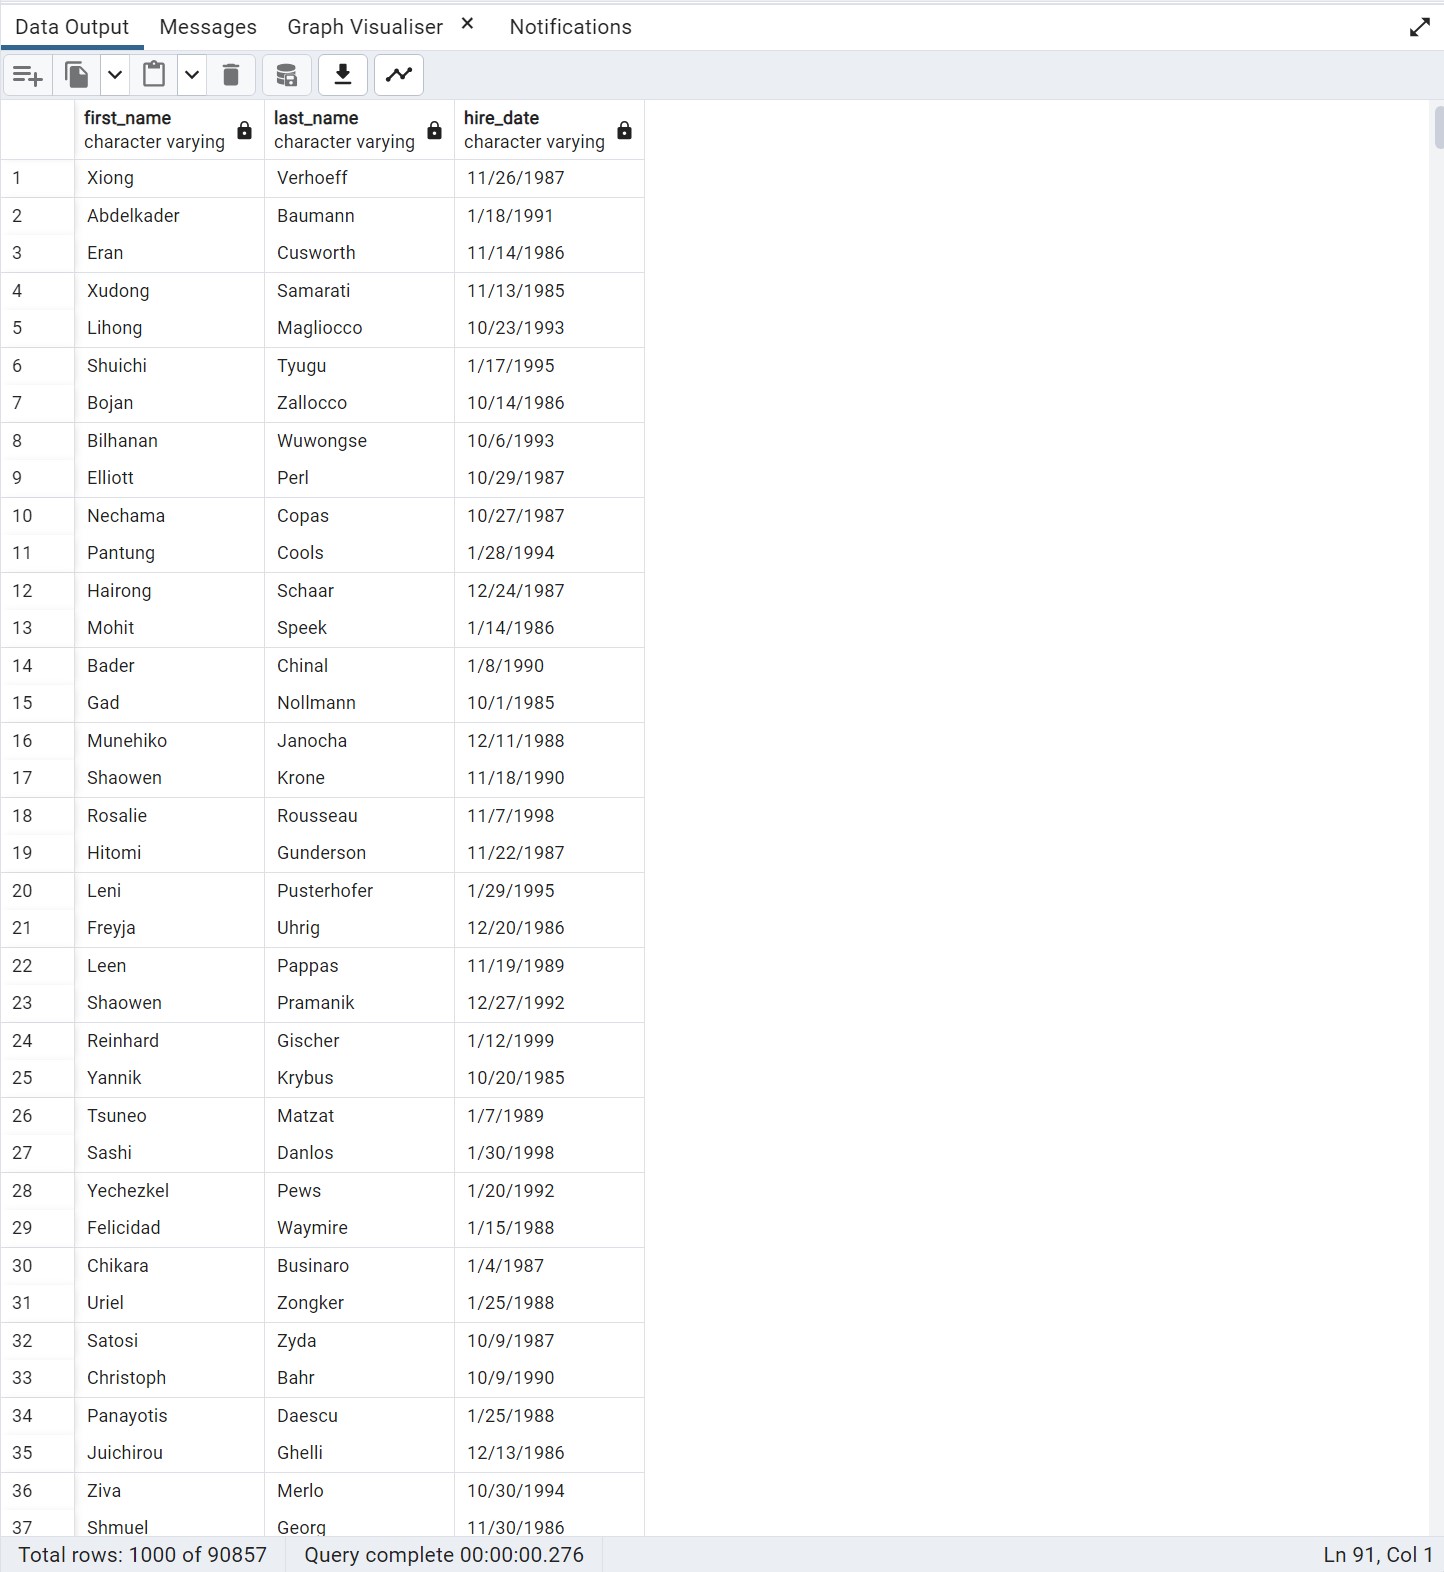 Data Output Messages Graph Visualiser × Notifications
first_name last_name hire_date
character varying character varying character varying
1 Xiong Verhoeff 11/26/1987
2 Abdelkader Baumann 1/18/1991
3 Eran Cusworth 11/14/1986
4 Xudong Samarati 11/13/1985
5 Lihong Magliocco 10/23/1993
6 Shuichi Tyugu 1/17/1995
7 Bojan Zallocco 10/14/1986
8 Bilhanan Wuwongse 10/6/1993
9 Elliott Perl 10/29/1987
10 Nechama Copas 10/27/1987
11 Pantung Cools 1/28/1994
12 Hairong Schaar 12/24/1987
13 Mohit Speek 1/14/1986
14 Bader Chinal 1/8/1990
15 Gad Nollmann 10/1/1985
16 Munehiko Janocha 12/11/1988
17 Shaowen Krone 11/18/1990
18 Rosalie Rousseau 11/7/1998
19 Hitomi Gunderson 11/22/1987
20 Leni Pusterhofer 1/29/1995
21 Freyja Uhrig 12/20/1986
22 Leen Pappas 11/19/1989
23 Shaowen Pramanik 12/27/1992
24 Reinhard Gischer 1/12/1999
25 Yannik Krybus 10/20/1985
26 Tsuneo Matzat 1/7/1989
27 Sashi Danlos 1/30/1998
28 Yechezkel Pews 1/20/1992
29 Felicidad Waymire 1/15/1988
30 Chikara Businaro 1/4/1987
31 Uriel Zongker 1/25/1988
32 Satosi Zyda 10/9/1987
33 Christoph Bahr 10/9/1990
34 Panayotis Daescu 1/25/1988
35 Juichirou Ghelli 12/13/1986
36 Ziva Merlo 10/30/1994
37 Shmuel Georg 11/30/1986
Total rows: 1000 of 90857 Query complete 00:00:00.276 Ln 91, Col 1